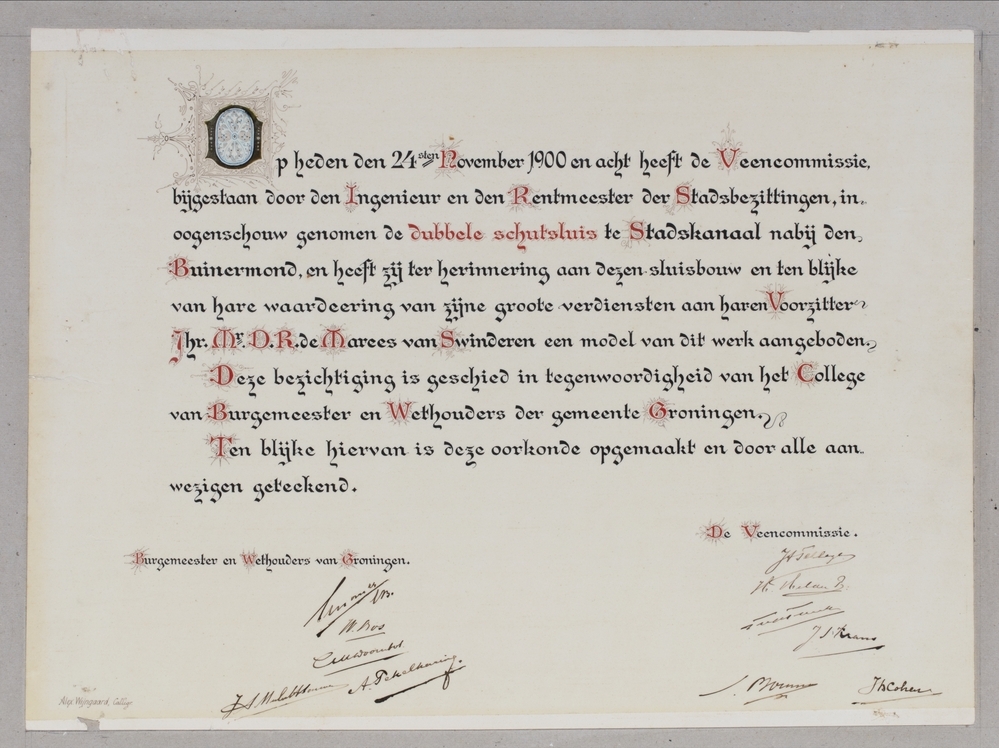 Op heden den 24sten November 1900 en acht heeft de Veencommissie,
bijgestaan door den Ingenieur en den Rentmeester der Stadsbezittingen, in..
oogenschouw genomen de dubbele schutsluis te Stadskanaal nabij den
Buinermond, en heeft zij ter herinnering aan dezen sluisbouw en ten blijke
van hare waardeering van zijne groote verdiensten aan haren Voorzitter
Jhr. Mr. D. R. de Marees van Swinderen een model van dit werk aangeboden.
Deze bezichtiging is geschied in tegenwoordigheid van het College
van Burgemeester en Wethouders der gemeente Groningen.
Ten blijke hiervan is deze oorkonde opgemaakt en door alle aan..
wezigen geteekend.
De Veencommissie.
Burgemeester en Wethouders van Groningen.
W. Bos
J. S. Krans
A.
J
J
Alex Wijngaard, Calligr.